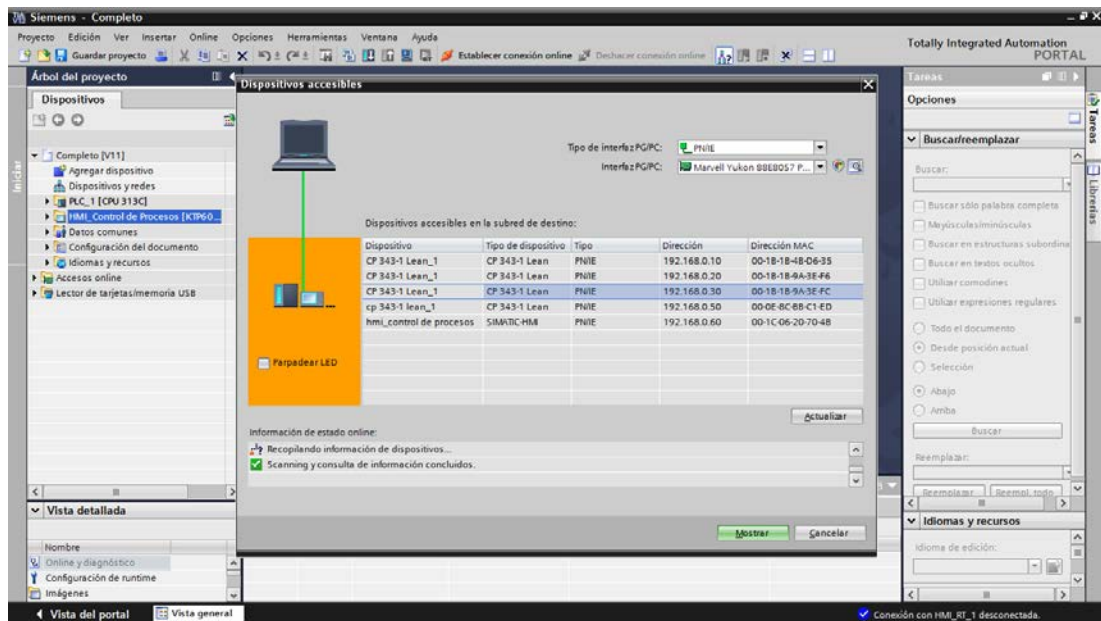 Siemens - Completo
Proyecto Edición Ver Insertar Online Opciones Herramientas Ventana Ayuda
Guardar proyecto
Establecer conexión online
Deshacer conexión online
Totally Integrated Automation
PORTAL
Árbol del proyecto
Dispositivos
Completo [V11]
Agregar dispositivo
Dispositivos y redes
PLC_1 [CPU 313C]
HMI_Control de Procesos [KTP60...
Datos comunes
Configuración del documento
Idiomas y recursos
Accesos online
Lector de tarjetas/memoria USB
Vista detallada
Nombre
Online y diagnóstico
Configuración de runtime
Imágenes
Iniciar
Dispositivos accesibles
Tipo de interfaz PG/PC: PN/IE
Interfaz PG/PC: Marvell Yukon 88E8057 P...
Dispositivos accesibles en la subred de destino:
Dispositivo Tipo de dispositivo Tipo Dirección Dirección MAC
CP 343-1 Lean_1 CP 343-1 Lean PN/IE 192.168.0.10 00-1B-1B-4B-D6-35
CP 343-1 Lean_1 CP 343-1 Lean PN/IE 192.168.0.20 00-1B-1B-9A-3E-F6
CP 343-1 Lean_1 CP 343-1 Lean PN/IE 192.168.0.30 00-1B-1B-9A-3E-FC
cp 343-1 lean_1 CP 343-1 Lean PN/IE 192.168.0.50 00-0E-8C-BB-C1-ED
hmi_control de procesos SIMATIC-HMI PN/IE 192.168.0.60 00-1C-06-20-70-4B
Parpadear LED
Actualizar
Información de estado online:
Recopilando información de dispositivos...
Scanning y consulta de información concluidos.
Mostrar
Cancelar
Tareas
Opciones
Buscar/reemplazar
Buscar:
Buscar sólo palabra completa
Mayúsculas/minúsculas
Buscar en estructuras subordina
Buscar en textos ocultos
Utilizar comodines
Utilizar expresiones regulares
Todo el documento
Desde posición actual
Selección
Abajo
Arriba
Buscar
Reemplazar:
Reemplazar
Reempl. todo
Idiomas y recursos
Idioma de edición:
Tareas
Librerías
Vista del portal
Vista general
Conexión con HMI_RT_1 desconectada.